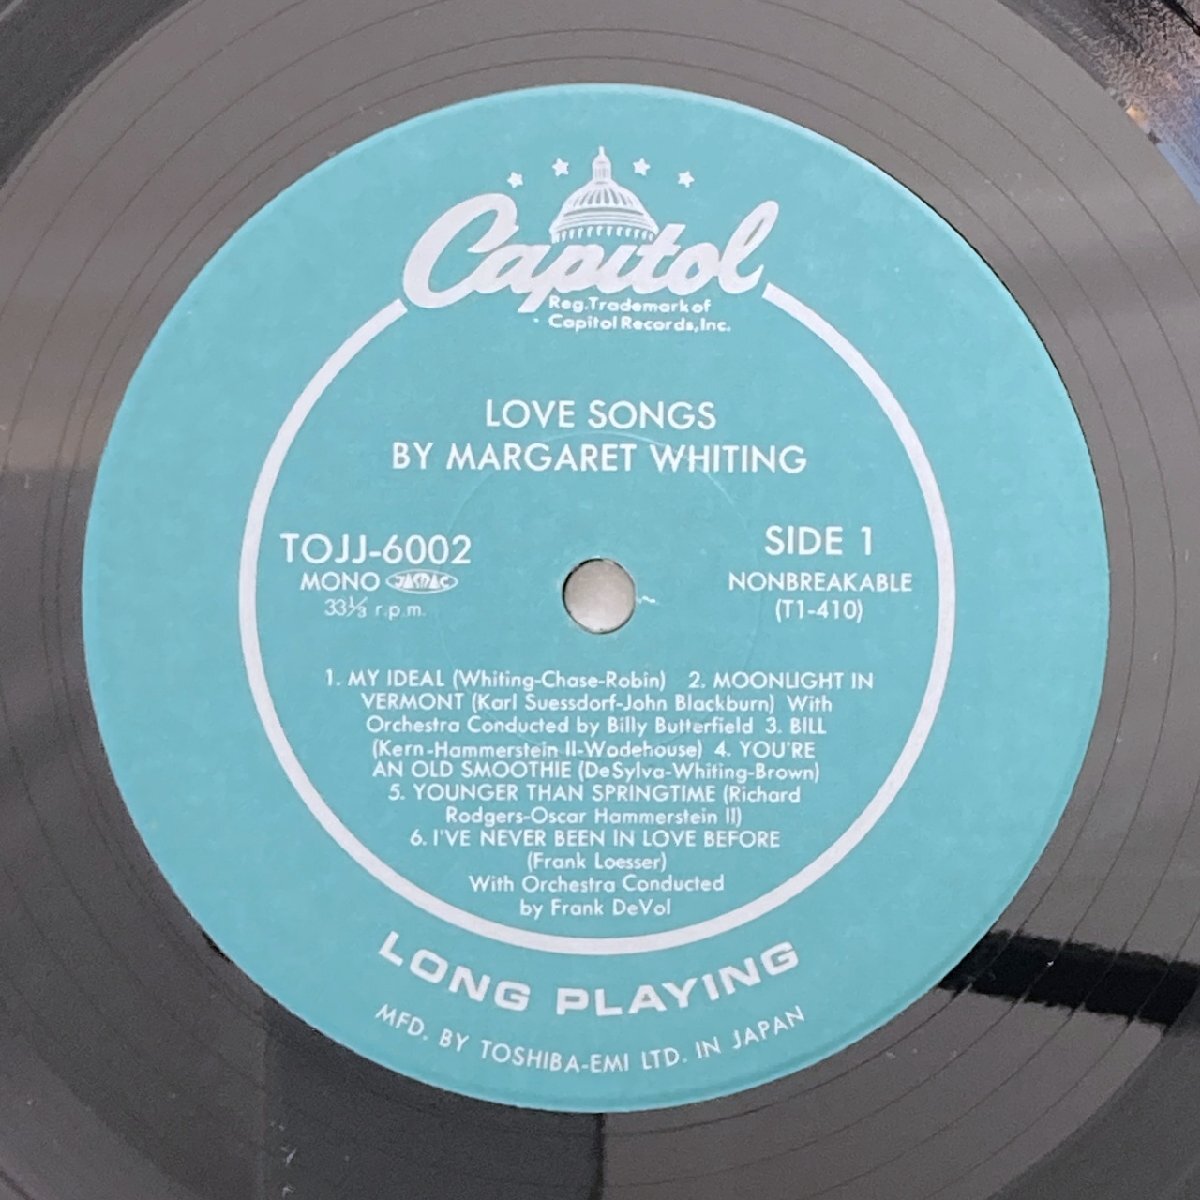 Capitol
Reg. Trademark of
Capitol Records, Inc.
LOVE SONGS
BY MARGARET WHITING
TOJJ-6002
MONO JASRAC
33⅓ r.p.m.
SIDE 1
NONBREAKABLE
(T1-410)
1. MY IDEAL (Whiting-Chase-Robin) 2. MOONLIGHT IN
VERMONT (Karl Suessdorf-John Blackburn) With
Orchestra Conducted by Billy Butterfield 3. BILL
(Kern-Hammerstein II-Wodehouse) 4. YOU'RE
AN OLD SMOOTHIE (DeSylva-Whiting-Brown)
5. YOUNGER THAN SPRINGTIME (Richard
Rodgers-Oscar Hammerstein II)
6. I'VE NEVER BEEN IN LOVE BEFORE
(Frank Loesser)
With Orchestra Conducted
by Frank DeVol
LONG PLAYING
MFD. BY TOSHIBA-EMI LTD. IN JAPAN